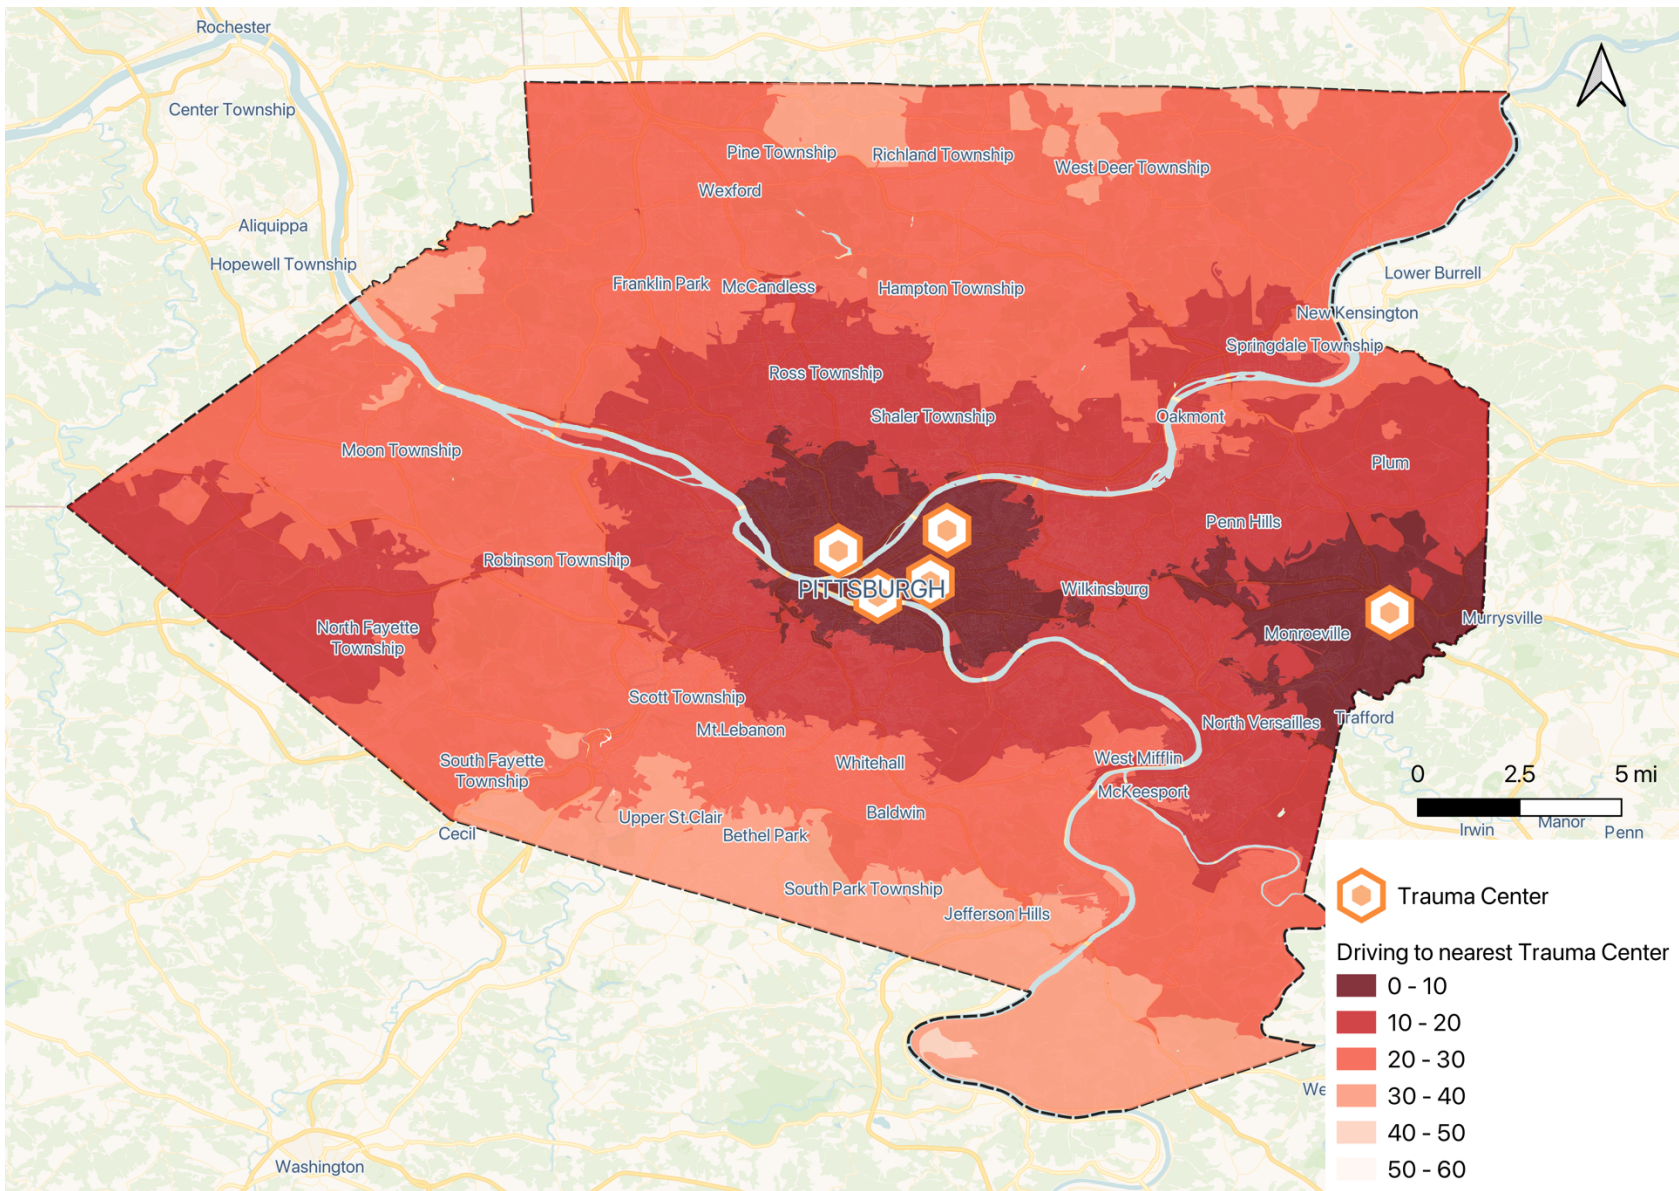 Rochester
Center Township
Pine Township
Richland Township
West Deer Township
Wexford
Aliquippa
Hopewell Township
Lower Burrell
Franklin Park
McCandless
Hampton Township
New Kensington
Springdale Township
Ross Township
Shaler Township
Oakmont
Moon Township
Plum
Penn Hills
Robinson Township
PITTSBURGH
Wilkinsburg
North Fayette
Township
Monroeville
Murrysville
Scott Township
Mt.Lebanon
North Versailles
Trafford
South Fayette
Township
Whitehall
West Mifflin
McKeesport
0 2.5 5 mi
Upper St.Clair
Baldwin
Cecil
Bethel Park
Irwin
Manor
Penn
South Park Township
Jefferson Hills
Trauma Center
Driving to nearest Trauma Center
0 - 10
10 - 20
20 - 30
30 - 40
40 - 50
50 - 60
We
Washington